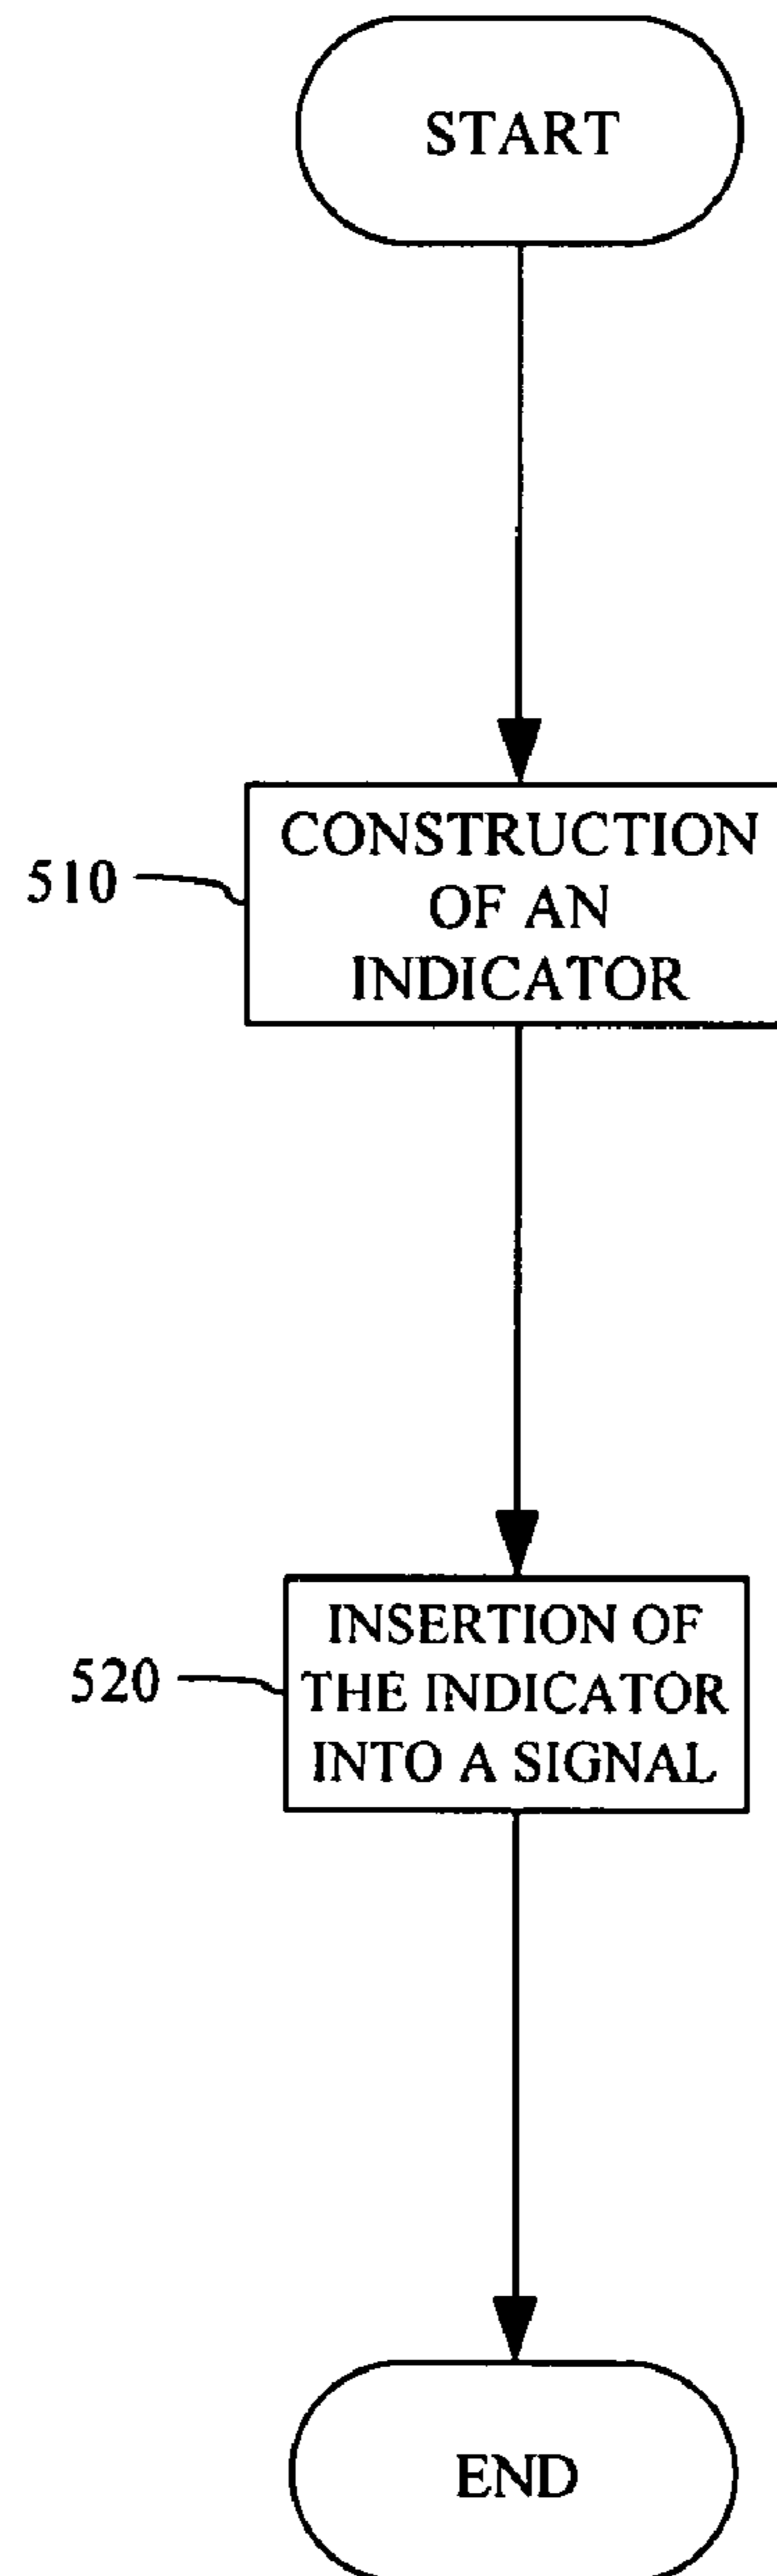 START
510
CONSTRUCTION
OF AN
INDICATOR
520
INSERTION OF
THE INDICATOR
INTO A SIGNAL
END